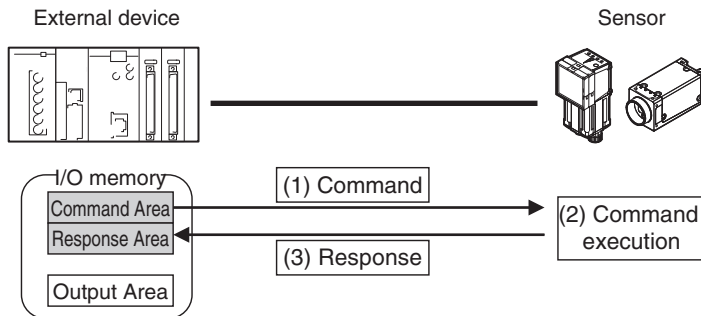 External device
Sensor
I/O memory
Command Area
Response Area
Output Area
(1) Command
(3) Response
(2) Command
execution